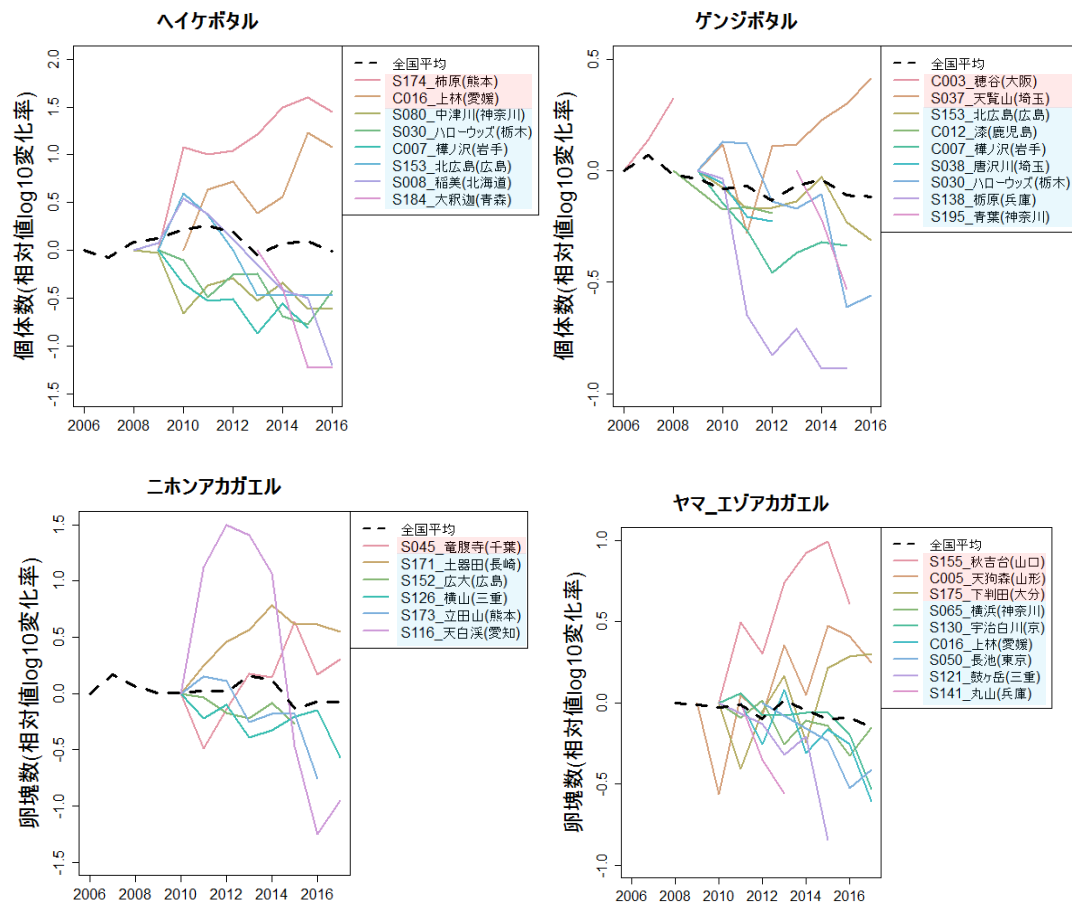 ヘイケボタル
個体数(相対値log10変化率)
2.0
1.5
1.0
0.5
0.0
-0.5
-1.0
-1.5
2006 2008 2010 2012 2014 2016
全国平均
S174_柿原(熊本)
C016_上林(愛媛)
S080_中津川(神奈川)
S030_ハローウッズ(栃木)
C007_樺ノ沢(岩手)
S153_北広島(広島)
S008_稲美(北海道)
S184_大釈迦(青森)
ゲンジボタル
個体数(相対値log10変化率)
0.5
0.0
-0.5
-1.0
2006 2008 2010 2012 2014 2016
全国平均
C003_穂谷(大阪)
S037_天覧山(埼玉)
S153_北広島(広島)
C012_漆(鹿児島)
C007_樺ノ沢(岩手)
S038_唐沢川(埼玉)
S030_ハローウッズ(栃木)
S138_栃原(兵庫)
S195_青葉(神奈川)
ニホンアカガエル
卵塊数(相対値log10変化率)
1.5
1.0
0.5
0.0
-0.5
-1.0
-1.5
2006 2008 2010 2012 2014 2016
全国平均
S045_竜腹寺(千葉)
S171_土器田(長崎)
S152_広大(広島)
S126_横山(三重)
S173_立田山(熊本)
S116_天白渓(愛知)
ヤマ_エゾアカガエル
卵塊数(相対値log10変化率)
1.0
0.5
0.0
-0.5
-1.0
2006 2008 2010 2012 2014 2016
全国平均
S155_秋吉台(山口)
C005_天狗森(山形)
S175_下判田(大分)
S065_横浜(神奈川)
S130_宇治白川(京)
C016_上林(愛媛)
S050_長池(東京)
S121_鼓ヶ岳(三重)
S141_丸山(兵庫)